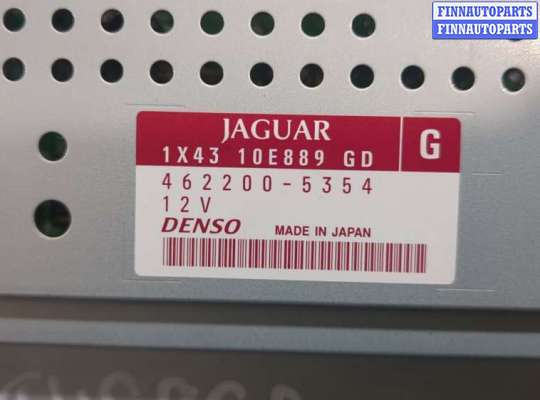 FINNAUTOPARTS
FINNAUTOPARTS
JAGUAR
1X43 10E889 GD
G
462200-5354
12V
DENSO MADE IN JAPAN